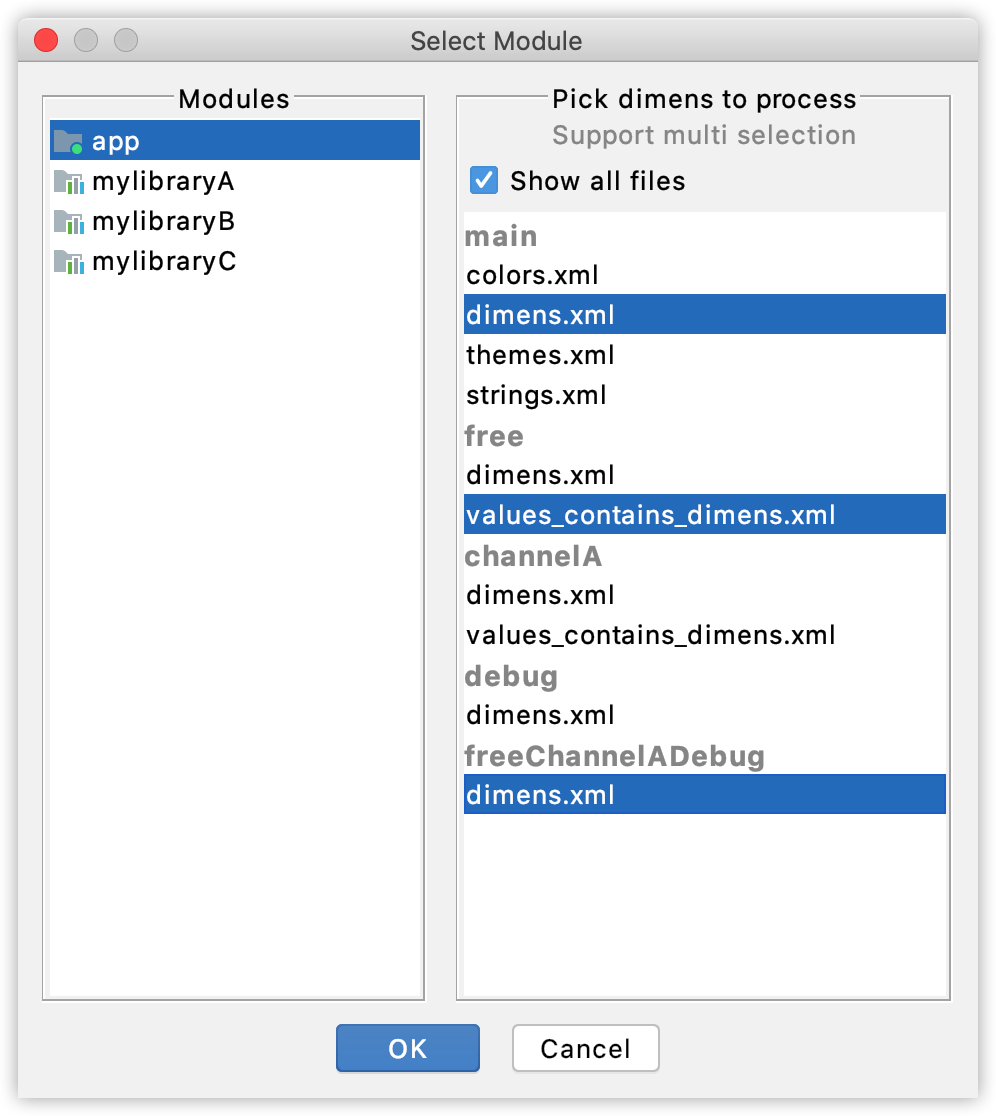 Select Module
Modules
app
mylibraryA
mylibraryB
mylibraryC
Pick dimens to process
Support multi selection
Show all files
main
colors.xml
dimens.xml
themes.xml
strings.xml
free
dimens.xml
values_contains_dimens.xml
channelA
dimens.xml
values_contains_dimens.xml
debug
dimens.xml
freeChannelADebug
dimens.xml
OK
Cancel